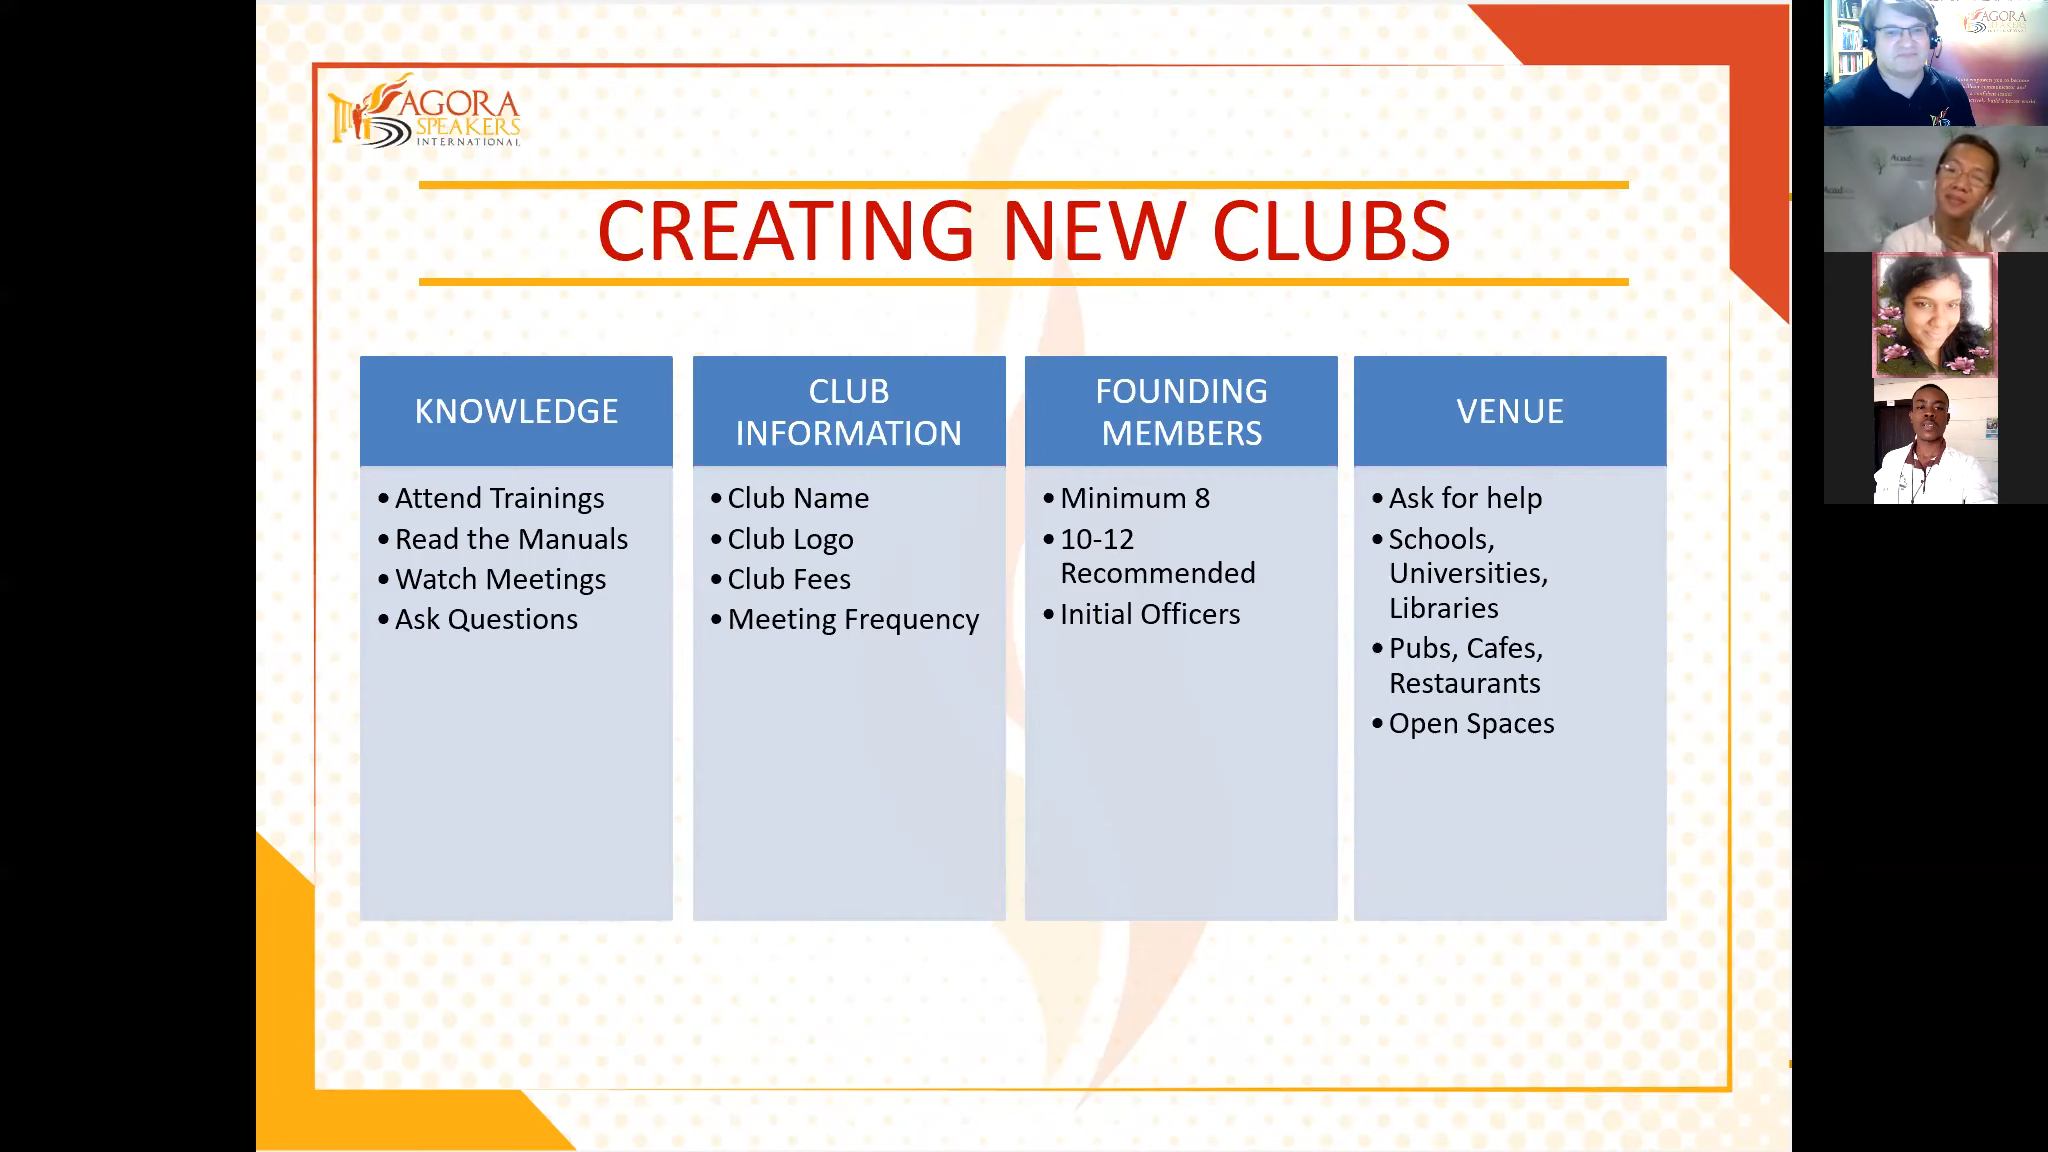 AGORA
SPEAKERS
INTERNATIONAL
CREATING NEW CLUBS
KNOWLEDGE
•Attend Trainings
•Read the Manuals
•Watch Meetings
•Ask Questions
CLUB
INFORMATION
•Club Name
•Club Logo
•Club Fees
•Meeting Frequency
FOUNDING
MEMBERS
•Minimum 8
•10-12
Recommended
•Initial Officers
VENUE
•Ask for help
•Schools,
Universities,
Libraries
•Pubs, Cafes,
Restaurants
•Open Spaces
AGORA
SPEAKERS